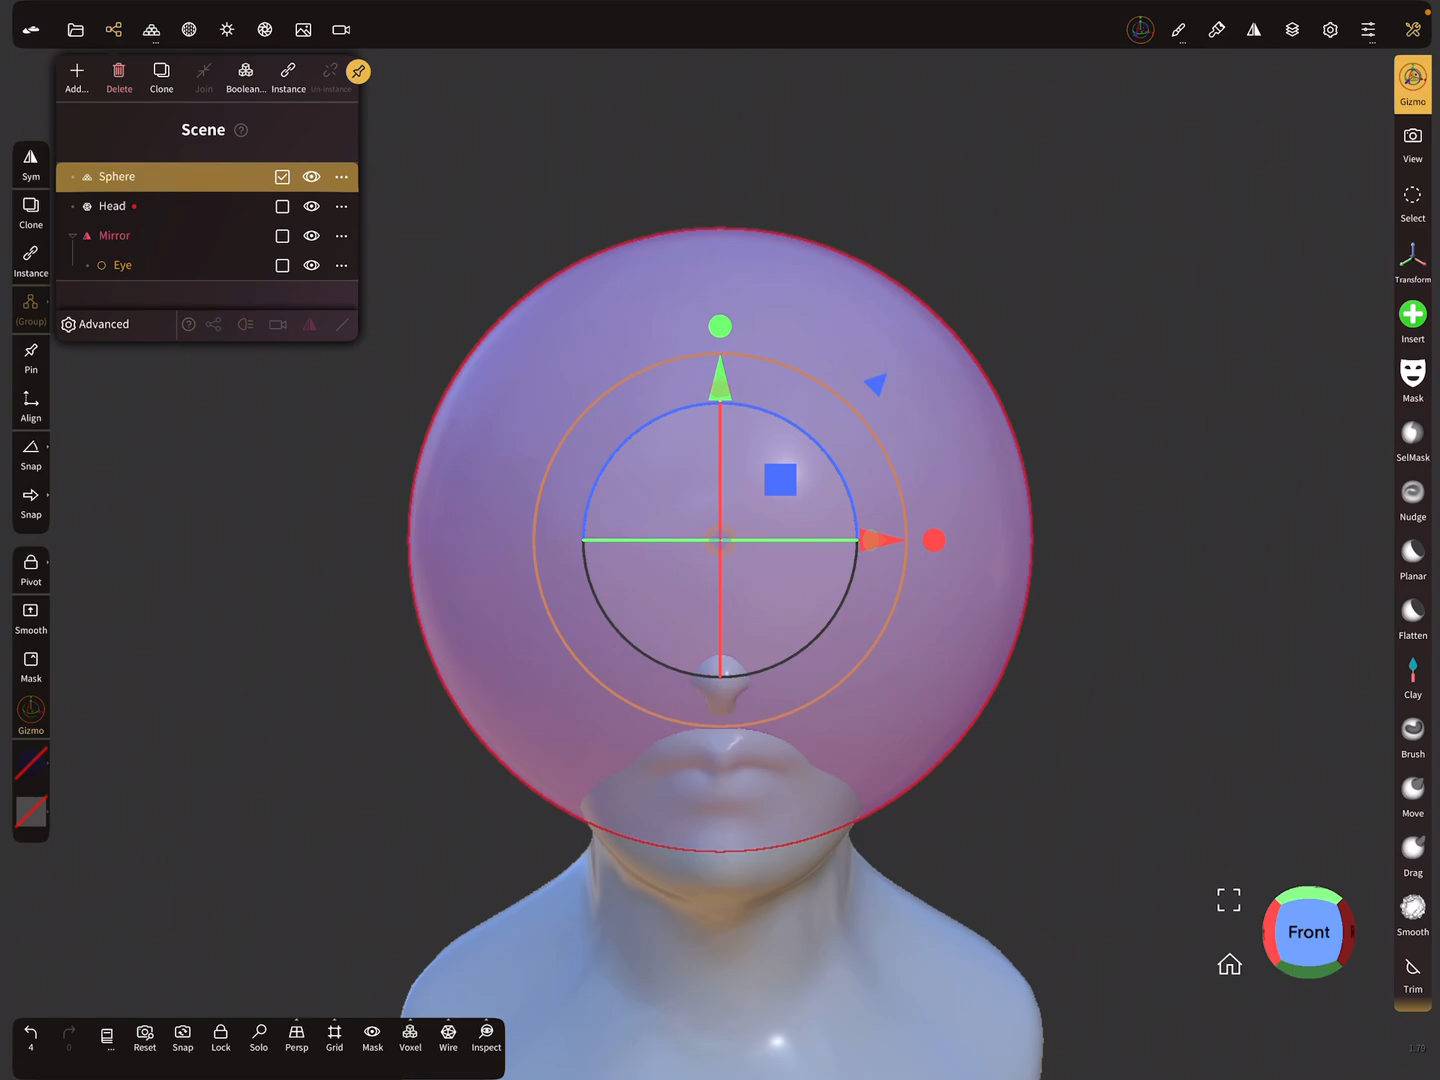 Add...
Delete
Clone
Join
Boolean...
Instance
Un-instance
Scene
Sphere
Head
Mirror
Eye
Advanced
Sym
Clone
Instance
(Group)
Pin
Align
Snap
Snap
Pivot
Smooth
Mask
Gizmo
Gizmo
View
Select
Transform
Insert
Mask
SelMask
Nudge
Planar
Flatten
Clay
Brush
Move
Drag
Smooth
Trim
Front
4
0
...
Reset
Snap
Lock
Solo
Persp
Grid
Mask
Voxel
Wire
Inspect
1.79